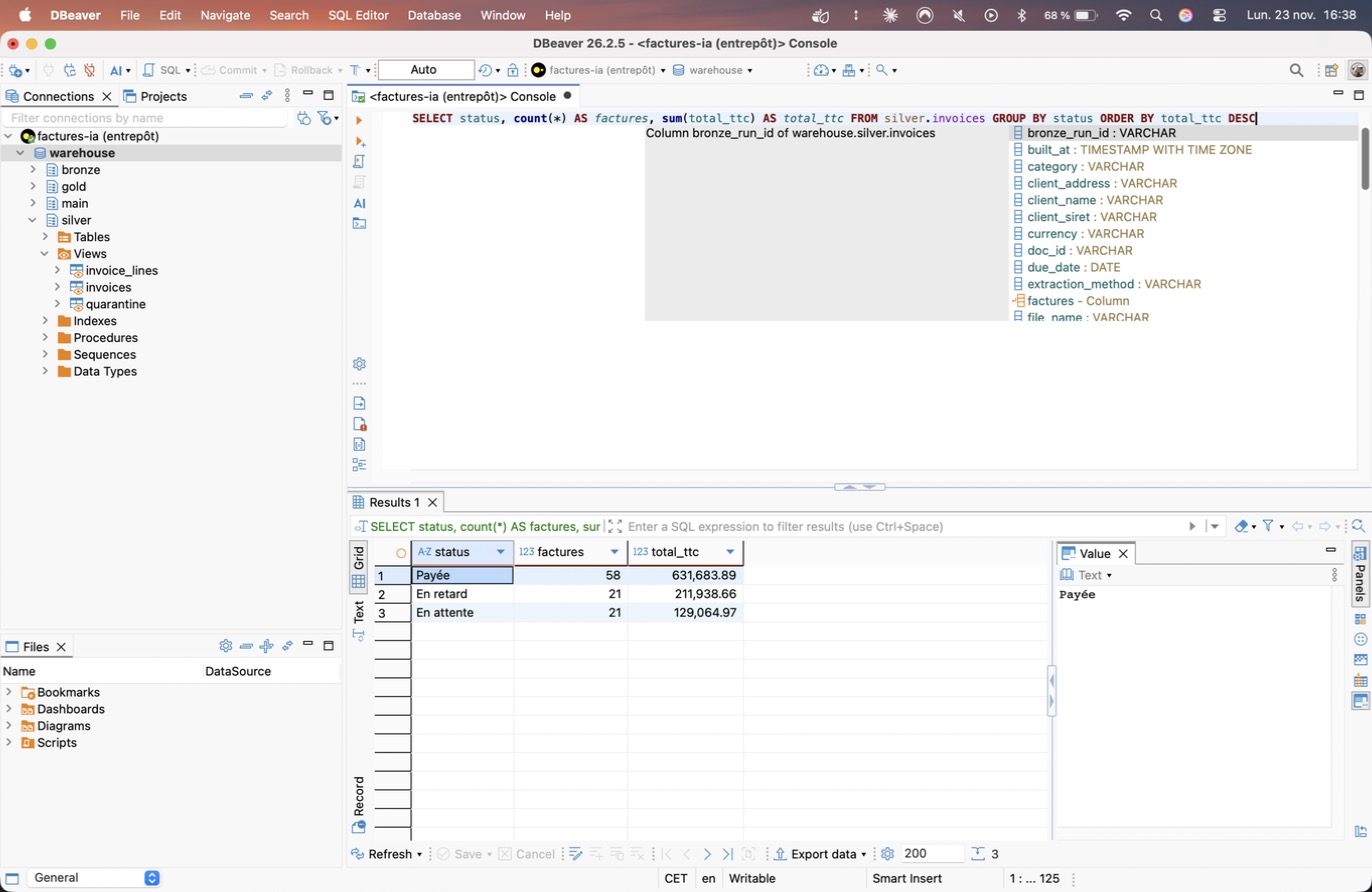 DBeaver File Edit Navigate Search SQL Editor Database Window Help 68 % Lun. 23 nov. 16:38
DBeaver 26.2.5 - <factures-ia (entrepôt)> Console
AI SQL Commit Rollback T Auto factures-ia (entrepôt) warehouse
Connections Projects
Filter connections by name
factures-ia (entrepôt)
warehouse
bronze
gold
main
silver
Tables
Views
invoice_lines
invoices
quarantine
Indexes
Procedures
Sequences
Data Types
Files
Name DataSource
Bookmarks
Dashboards
Diagrams
Scripts
General
<factures-ia (entrepôt)> Console
AI
SELECT status, count(*) AS factures, sum(total_ttc) AS total_ttc FROM silver.invoices GROUP BY status ORDER BY total_ttc DESC
Column bronze_run_id of warehouse.silver.invoices
bronze_run_id : VARCHAR
built_at : TIMESTAMP WITH TIME ZONE
category : VARCHAR
client_address : VARCHAR
client_name : VARCHAR
client_siret : VARCHAR
currency : VARCHAR
doc_id : VARCHAR
due_date : DATE
extraction_method : VARCHAR
factures - Column
file_name : VARCHAR
Results 1
SELECT status, count(*) AS factures, sur Enter a SQL expression to filter results (use Ctrl+Space)
Grid
Text
Record
A-Z status 123 factures 123 total_ttc
1 Payée 58 631,683.89
2 En retard 21 211,938.66
3 En attente 21 129,064.97
Value
Text
Payée
Panels
Refresh Save Cancel Export data 200 3
CET en Writable Smart Insert 1 : ... 125